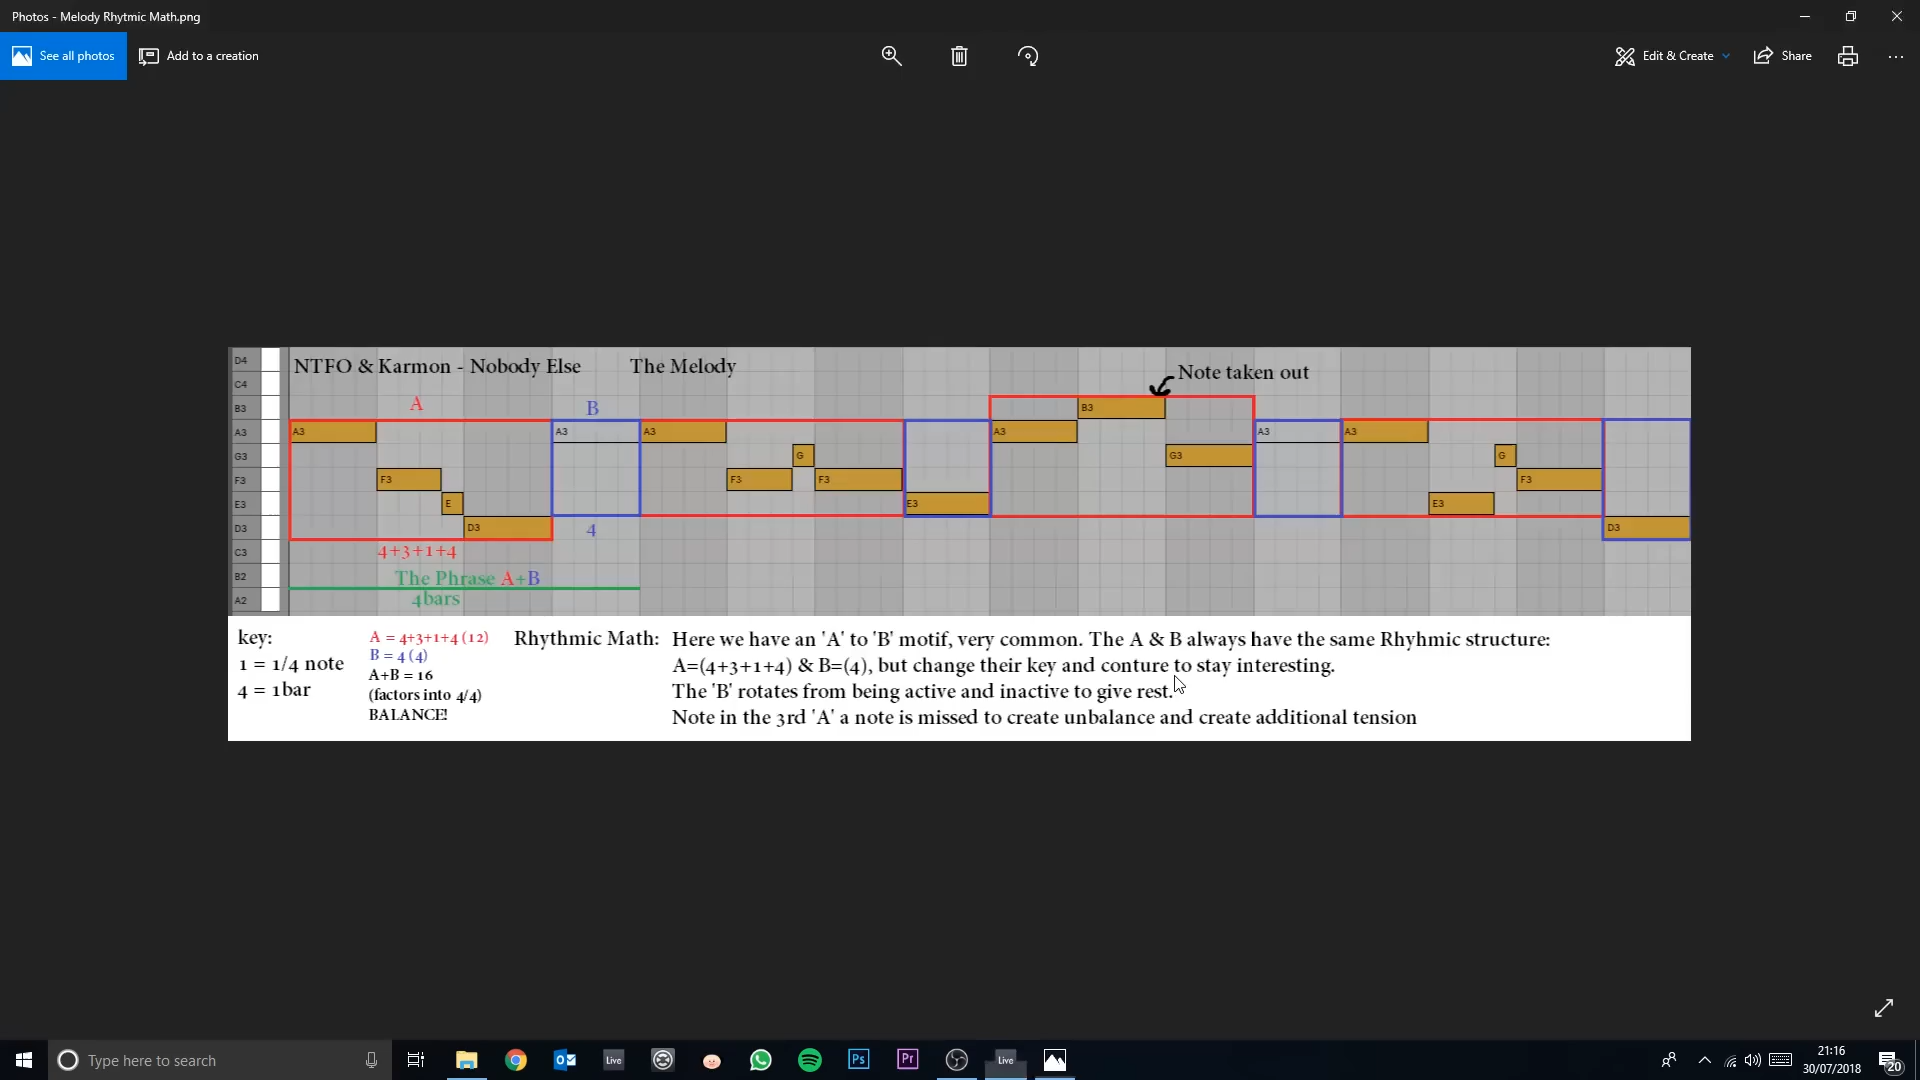 Photos - Melody Rhytmic Math.png
See all photos
Add to a creation
Edit & Create
Share
NTFO & Karmon - Nobody Else The Melody
Note taken out
A
B
D4
C4
B3
A3
G3
F3
E3
D3
C3
B2
A2
A3
F3
E
D3
A3
A3
F3
G
F3
E3
A3
B3
G3
A3
A3
E3
G
F3
D3
4+3+1+4
4
The Phrase A+B
4bars
key:
1 = 1/4 note
4 = 1bar
A = 4+3+1+4 (12)
B = 4 (4)
A+B = 16
(factors into 4/4)
BALANCE!
Rhythmic Math: Here we have an 'A' to 'B' motif, very common. The A & B always have the same Rhyhmic structure:
A=(4+3+1+4) & B=(4), but change their key and conture to stay interesting.
The 'B' rotates from being active and inactive to give rest.
Note in the 3rd 'A' a note is missed to create unbalance and create additional tension
Type here to search
Live
Ps
Pr
Live
21:16
30/07/2018
20